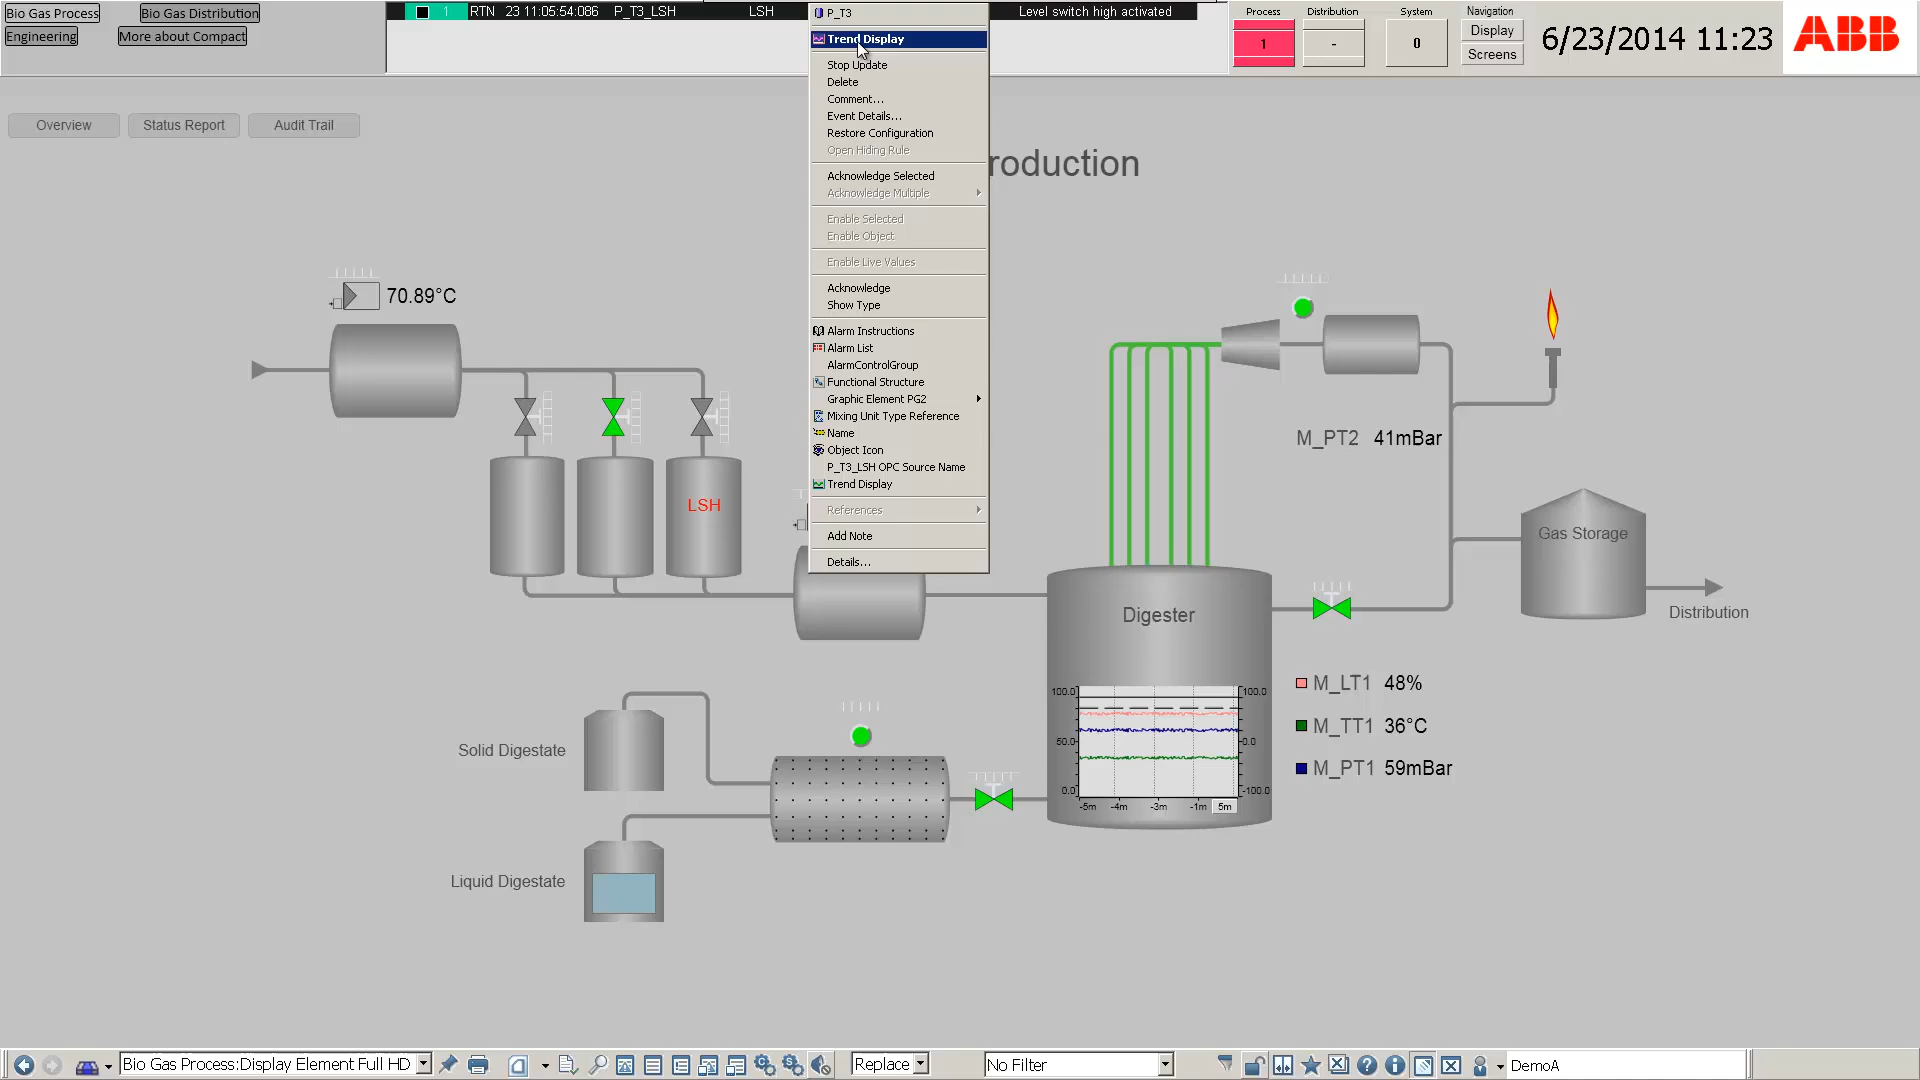 Bio Gas Process
Bio Gas Distribution
Engineering
More about Compact
1 RTN 23 11:05:54:086 P_T3_LSH LSH Level switch high activated
Process
1
Distribution
-
System
0
Navigation
Display
Screens
6/23/2014 11:23
ABB
Overview
Status Report
Audit Trail
roduction
P_T3
Trend Display
Stop Update
Delete
Comment...
Event Details...
Restore Configuration
Open Hiding Rule
Acknowledge Selected
Acknowledge Multiple
Enable Selected
Enable Object
Enable Live Values
Acknowledge
Show Type
Alarm Instructions
Alarm List
AlarmControlGroup
Functional Structure
Graphic Element PG2
Mixing Unit Type Reference
Name
Object Icon
P_T3_LSH OPC Source Name
Trend Display
References
Add Note
Details...
70.89°C
LSH
M_PT2 41mBar
Gas Storage
Distribution
Digester
100.0
50.0
0.0
100.0
0.0
-100.0
-5m -4m -3m -1m 5m
M_LT1 48%
M_TT1 36°C
M_PT1 59mBar
Solid Digestate
Liquid Digestate
Bio Gas Process:Display Element Full HD
Replace
No Filter
DemoA